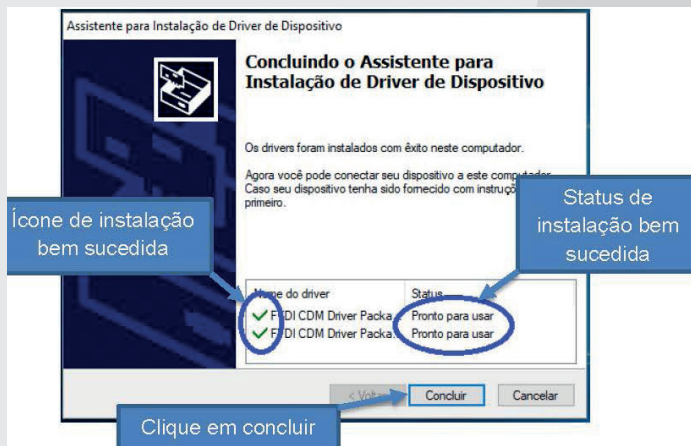 Assistente para Instalação de Driver de Dispositivo
Concluindo o Assistente para
Instalação de Driver de Dispositivo
Os drivers foram instalados com êxito neste computador.
Agora você pode conectar seu dispositivo a este computador.
Caso seu dispositivo tenha sido fornecido com
primeiro.
Ícone de instalação
bem sucedida
Status de
instalação bem
sucedida
Nome do driver Status
FTDI CDM Driver Packa... Pronto para usar
FTDI CDM Driver Packa... Pronto para usar
Concluir Cancelar
Clique em concluir